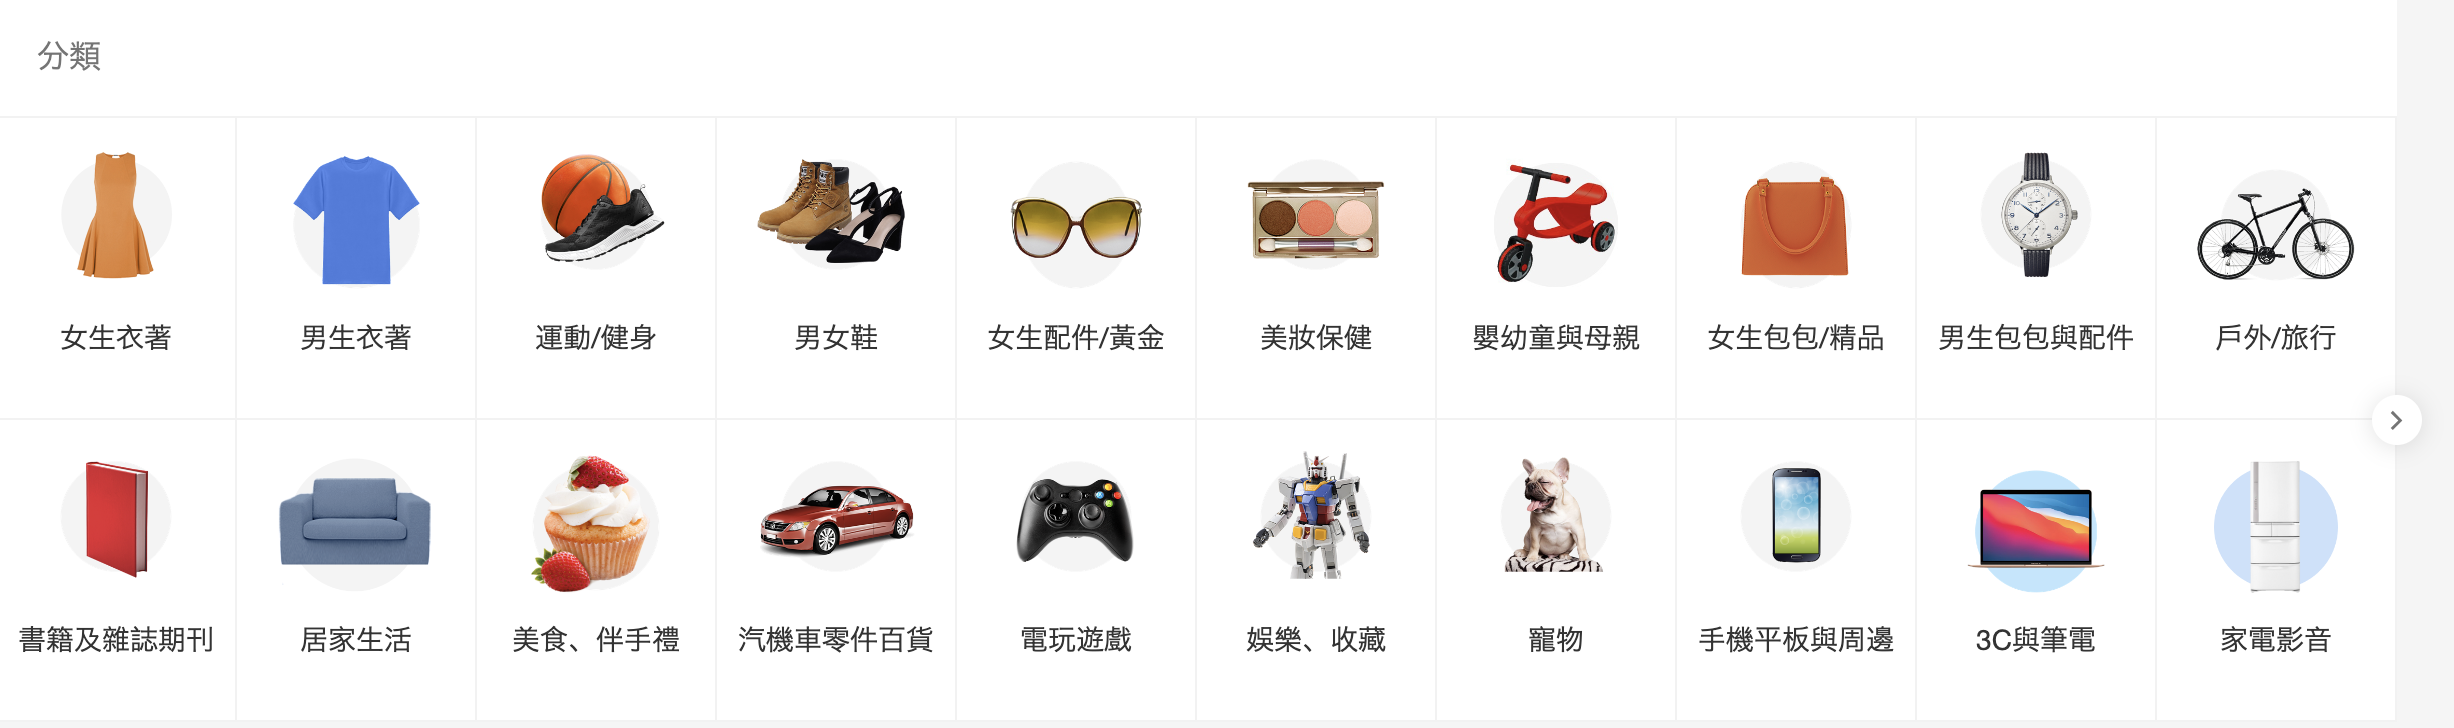 分類
女生衣著
男生衣著
運動/健身
男女鞋
女生配件/黃金
美妝保健
嬰幼童與母親
女生包包/精品
男生包包與配件
戶外/旅行
書籍及雜誌期刊
居家生活
美食、伴手禮
汽機車零件百貨
電玩遊戲
娛樂、收藏
寵物
手機平板與周邊
3C與筆電
家電影音